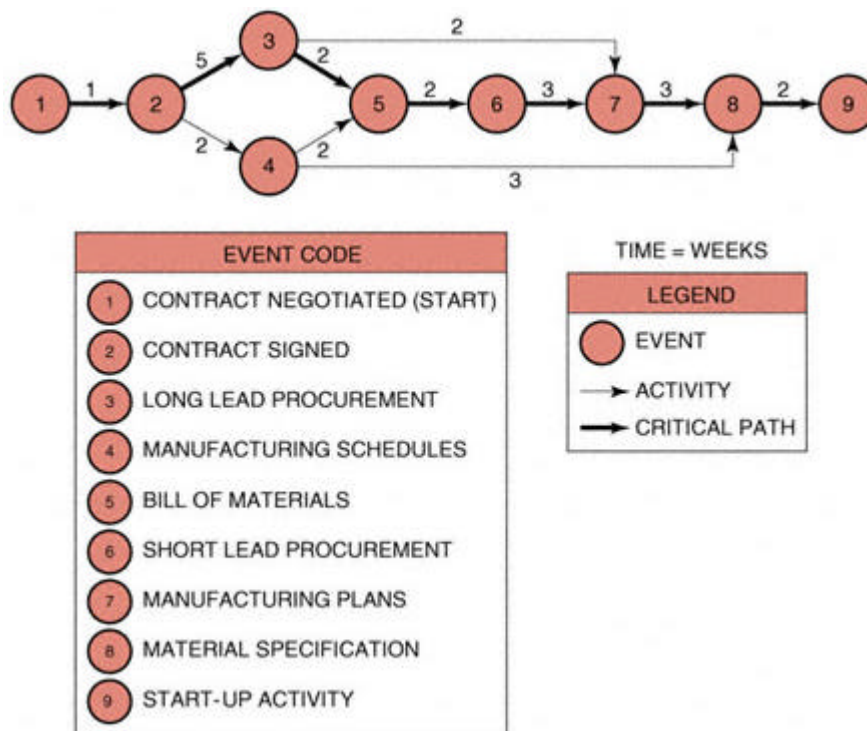 3
2
5
2
1
1
2
5
2
6
3
7
3
8
2
9
2
2
4
3
EVENT CODE
1 CONTRACT NEGOTIATED (START)
2 CONTRACT SIGNED
3 LONG LEAD PROCUREMENT
4 MANUFACTURING SCHEDULES
5 BILL OF MATERIALS
6 SHORT LEAD PROCUREMENT
7 MANUFACTURING PLANS
8 MATERIAL SPECIFICATION
9 START-UP ACTIVITY
TIME = WEEKS
LEGEND
EVENT
ACTIVITY
CRITICAL PATH